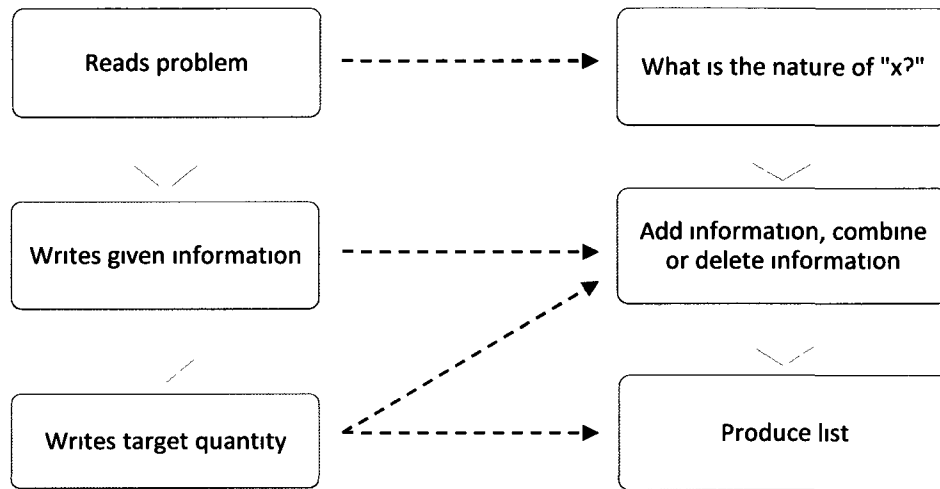 Reads problem
What is the nature of "x?"
Writes given information
Add information, combine
or delete information
Writes target quantity
Produce list